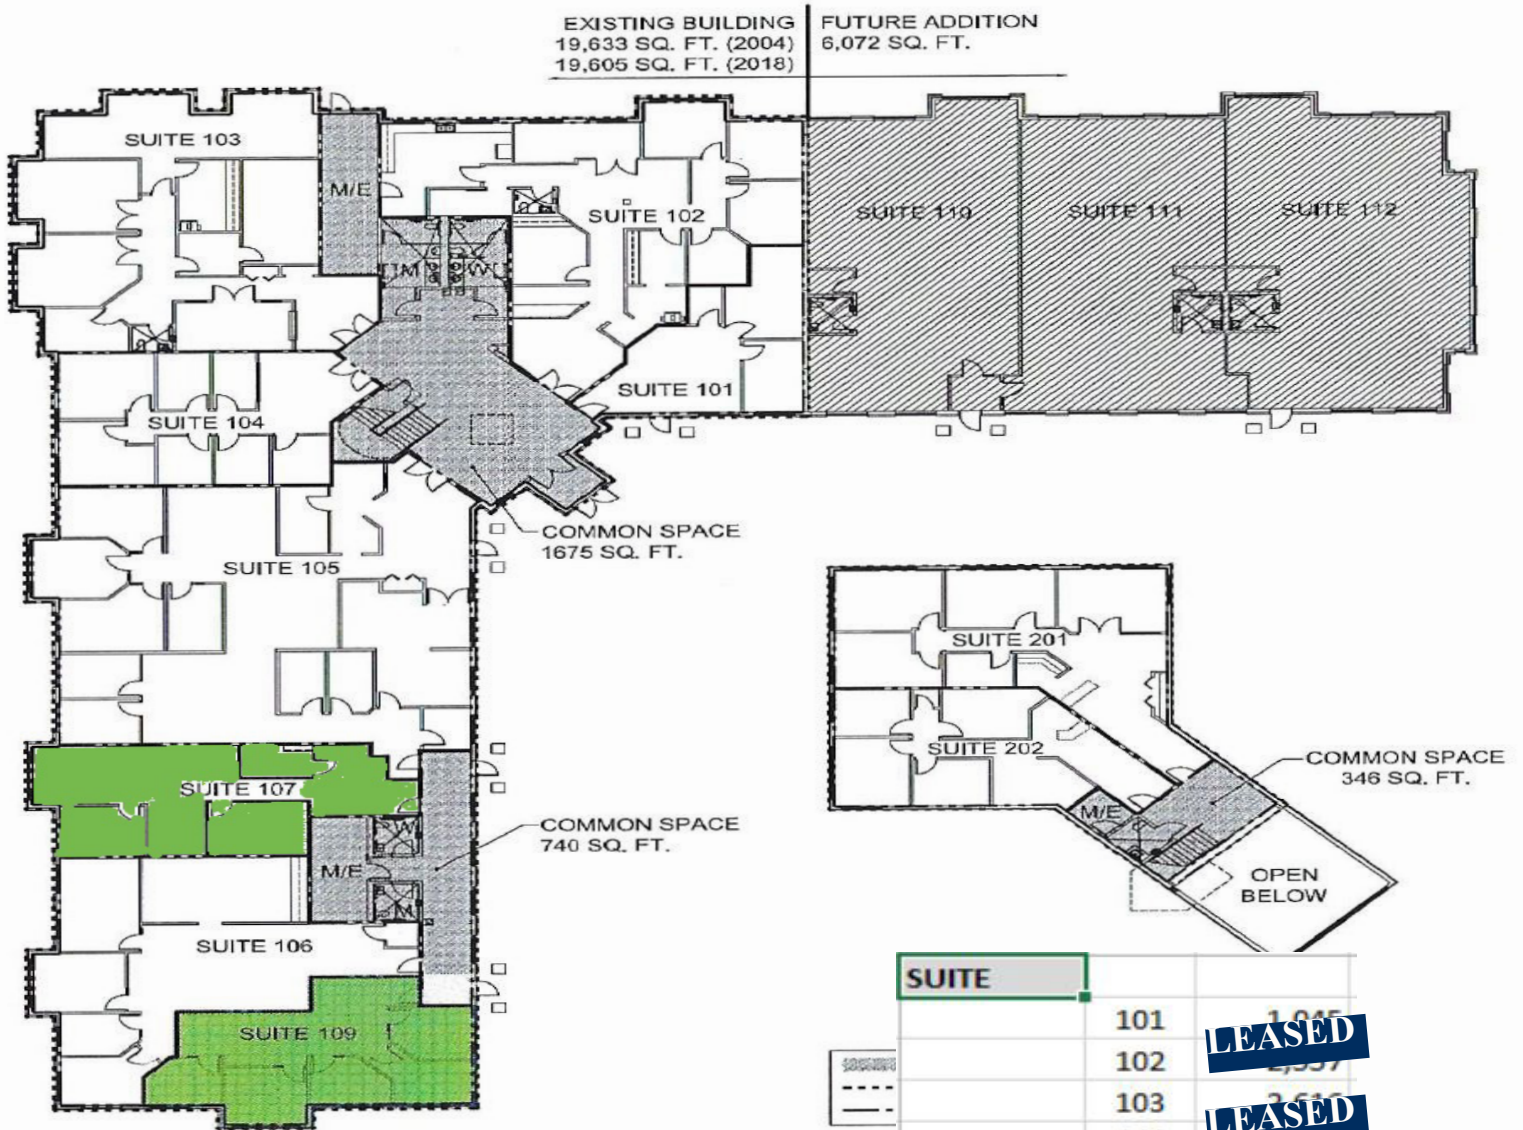 EXISTING BUILDING
19,633 SQ. FT. (2004)
19,605 SQ. FT. (2018)
FUTURE ADDITION
6,072 SQ. FT.
SUITE 103
M/E
SUITE 102
SUITE 110
SUITE 111
SUITE 112
M
W
SUITE 101
SUITE 104
COMMON SPACE
1675 SQ. FT.
SUITE 105
SUITE 201
SUITE 202
COMMON SPACE
346 SQ. FT.
M/E
OPEN
BELOW
SUITE 107
W
COMMON SPACE
740 SQ. FT.
M/E
M
SUITE 106
SUITE 109
SUITE
101
LEASED
102
103
LEASED